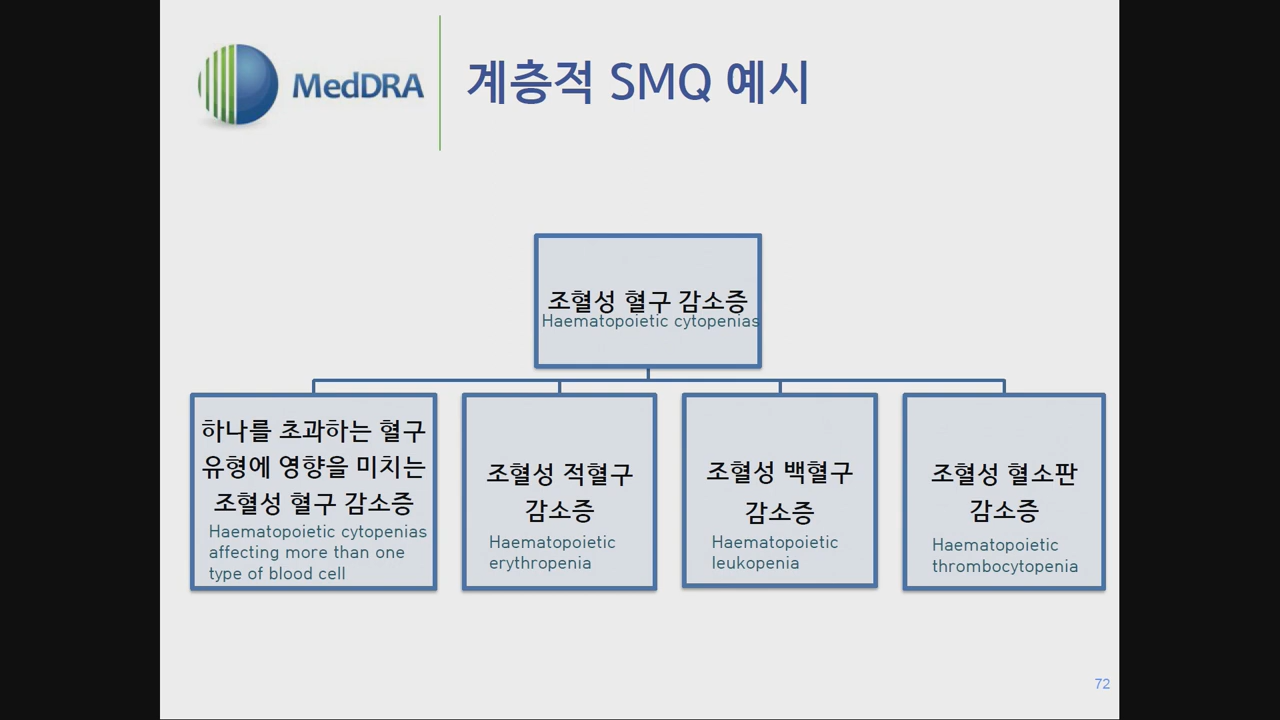 MedDRA
계층적 SMQ 예시
조혈성 혈구 감소증
Haematopoietic cytopenias
하나를 초과하는 혈구
유형에 영향을 미치는
조혈성 혈구 감소증
Haematopoietic cytopenias
affecting more than one
type of blood cell
조혈성 적혈구
감소증
Haematopoietic
erythropenia
조혈성 백혈구
감소증
Haematopoietic
leukopenia
조혈성 혈소판
감소증
Haematopoietic
thrombocytopenia
72